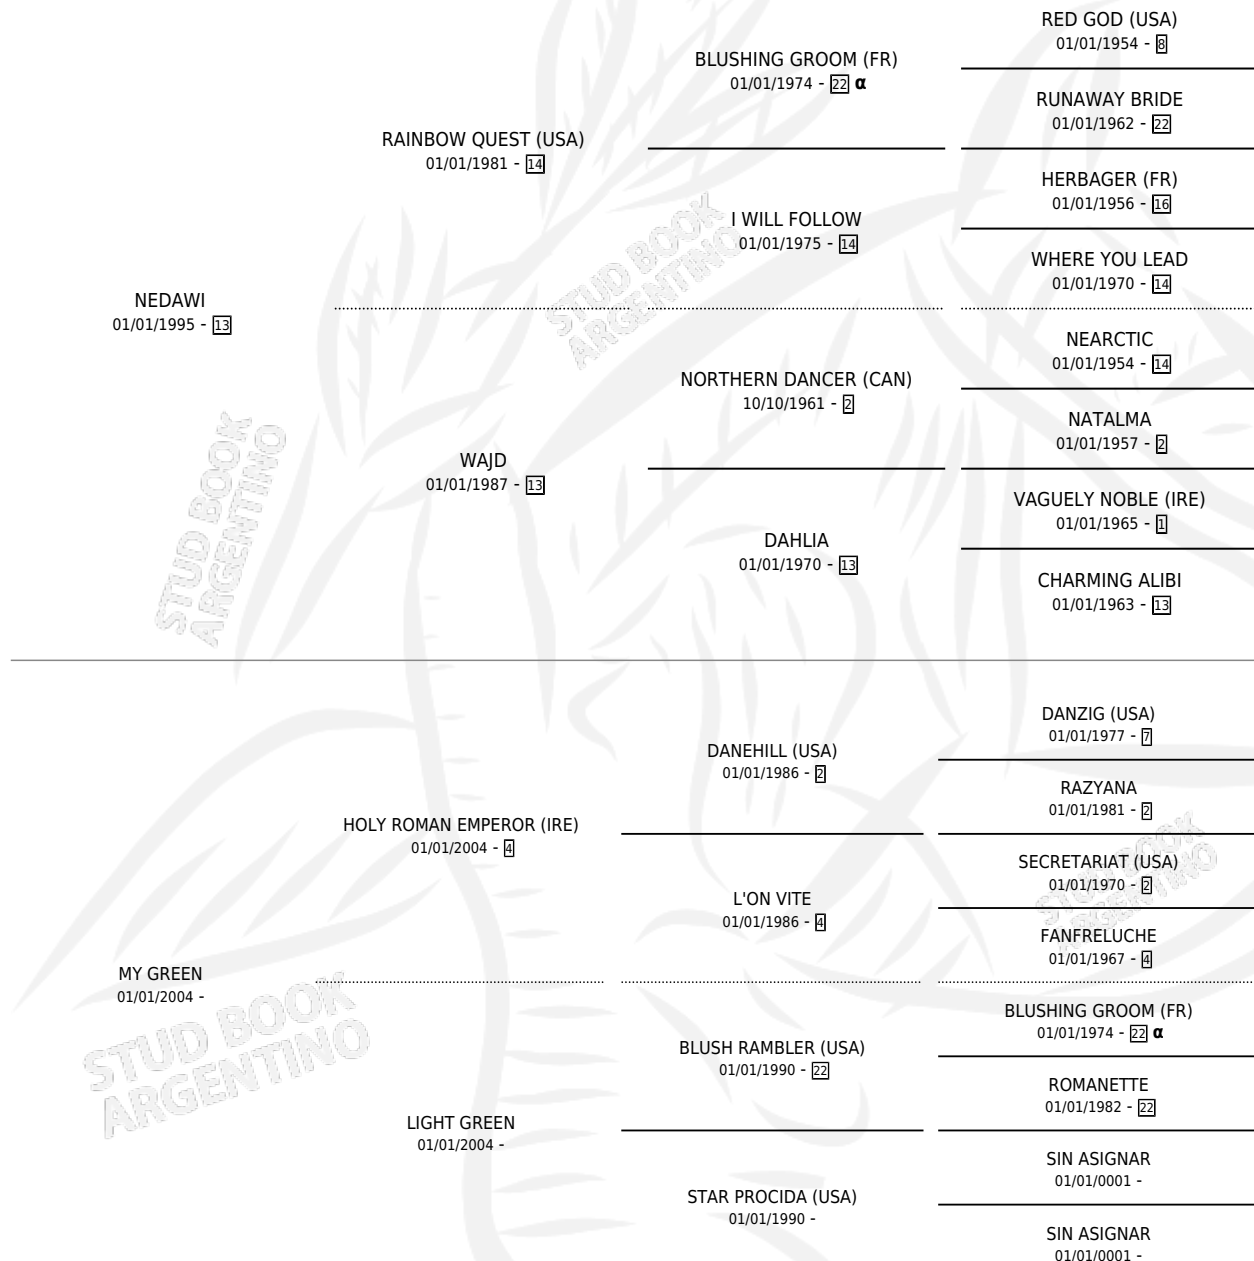 RED GOD (USA)
01/01/1954 - 8
BLUSHING GROOM (FR)
01/01/1974 - 22 α
RUNAWAY BRIDE
01/01/1962 - 22
RAINBOW QUEST (USA)
01/01/1981 - 14
HERBAGER (FR)
01/01/1956 - 16
I WILL FOLLOW
01/01/1975 - 14
WHERE YOU LEAD
01/01/1970 - 14
NEDAWI
01/01/1995 - 13
NEARCTIC
01/01/1954 - 14
NORTHERN DANCER (CAN)
10/10/1961 - 2
NATALMA
01/01/1957 - 2
WAJD
01/01/1987 - 13
VAGUELY NOBLE (IRE)
01/01/1965 - 1
DAHLIA
01/01/1970 - 13
CHARMING ALIBI
01/01/1963 - 13
STUD BOOK
ARGENTINO
STUD BOOK
ARGENTINO
DANZIG (USA)
01/01/1977 - 7
DANEHILL (USA)
01/01/1986 - 2
RAZYANA
01/01/1981 - 2
HOLY ROMAN EMPEROR (IRE)
01/01/2004 - 4
SECRETARIAT (USA)
01/01/1970 - 2
L'ON VITE
01/01/1986 - 4
FANFRELUCHE
01/01/1967 - 4
MY GREEN
01/01/2004 -
BLUSHING GROOM (FR)
01/01/1974 - 22 α
BLUSH RAMBLER (USA)
01/01/1990 - 22
ROMANETTE
01/01/1982 - 22
LIGHT GREEN
01/01/2004 -
SIN ASIGNAR
01/01/0001 -
STAR PROCIDA (USA)
01/01/1990 -
SIN ASIGNAR
01/01/0001 -
STUD BOOK
ARGENTINO
STUD BOOK
ARGENTINO